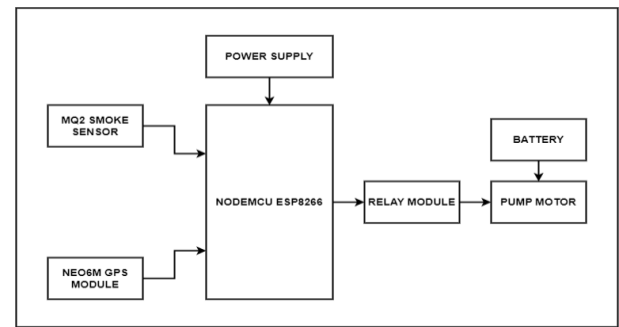 POWER SUPPLY
MQ2 SMOKE
SENSOR
BATTERY
NODEMCU ESP8266
RELAY MODULE
PUMP MOTOR
NEO6M GPS
MODULE